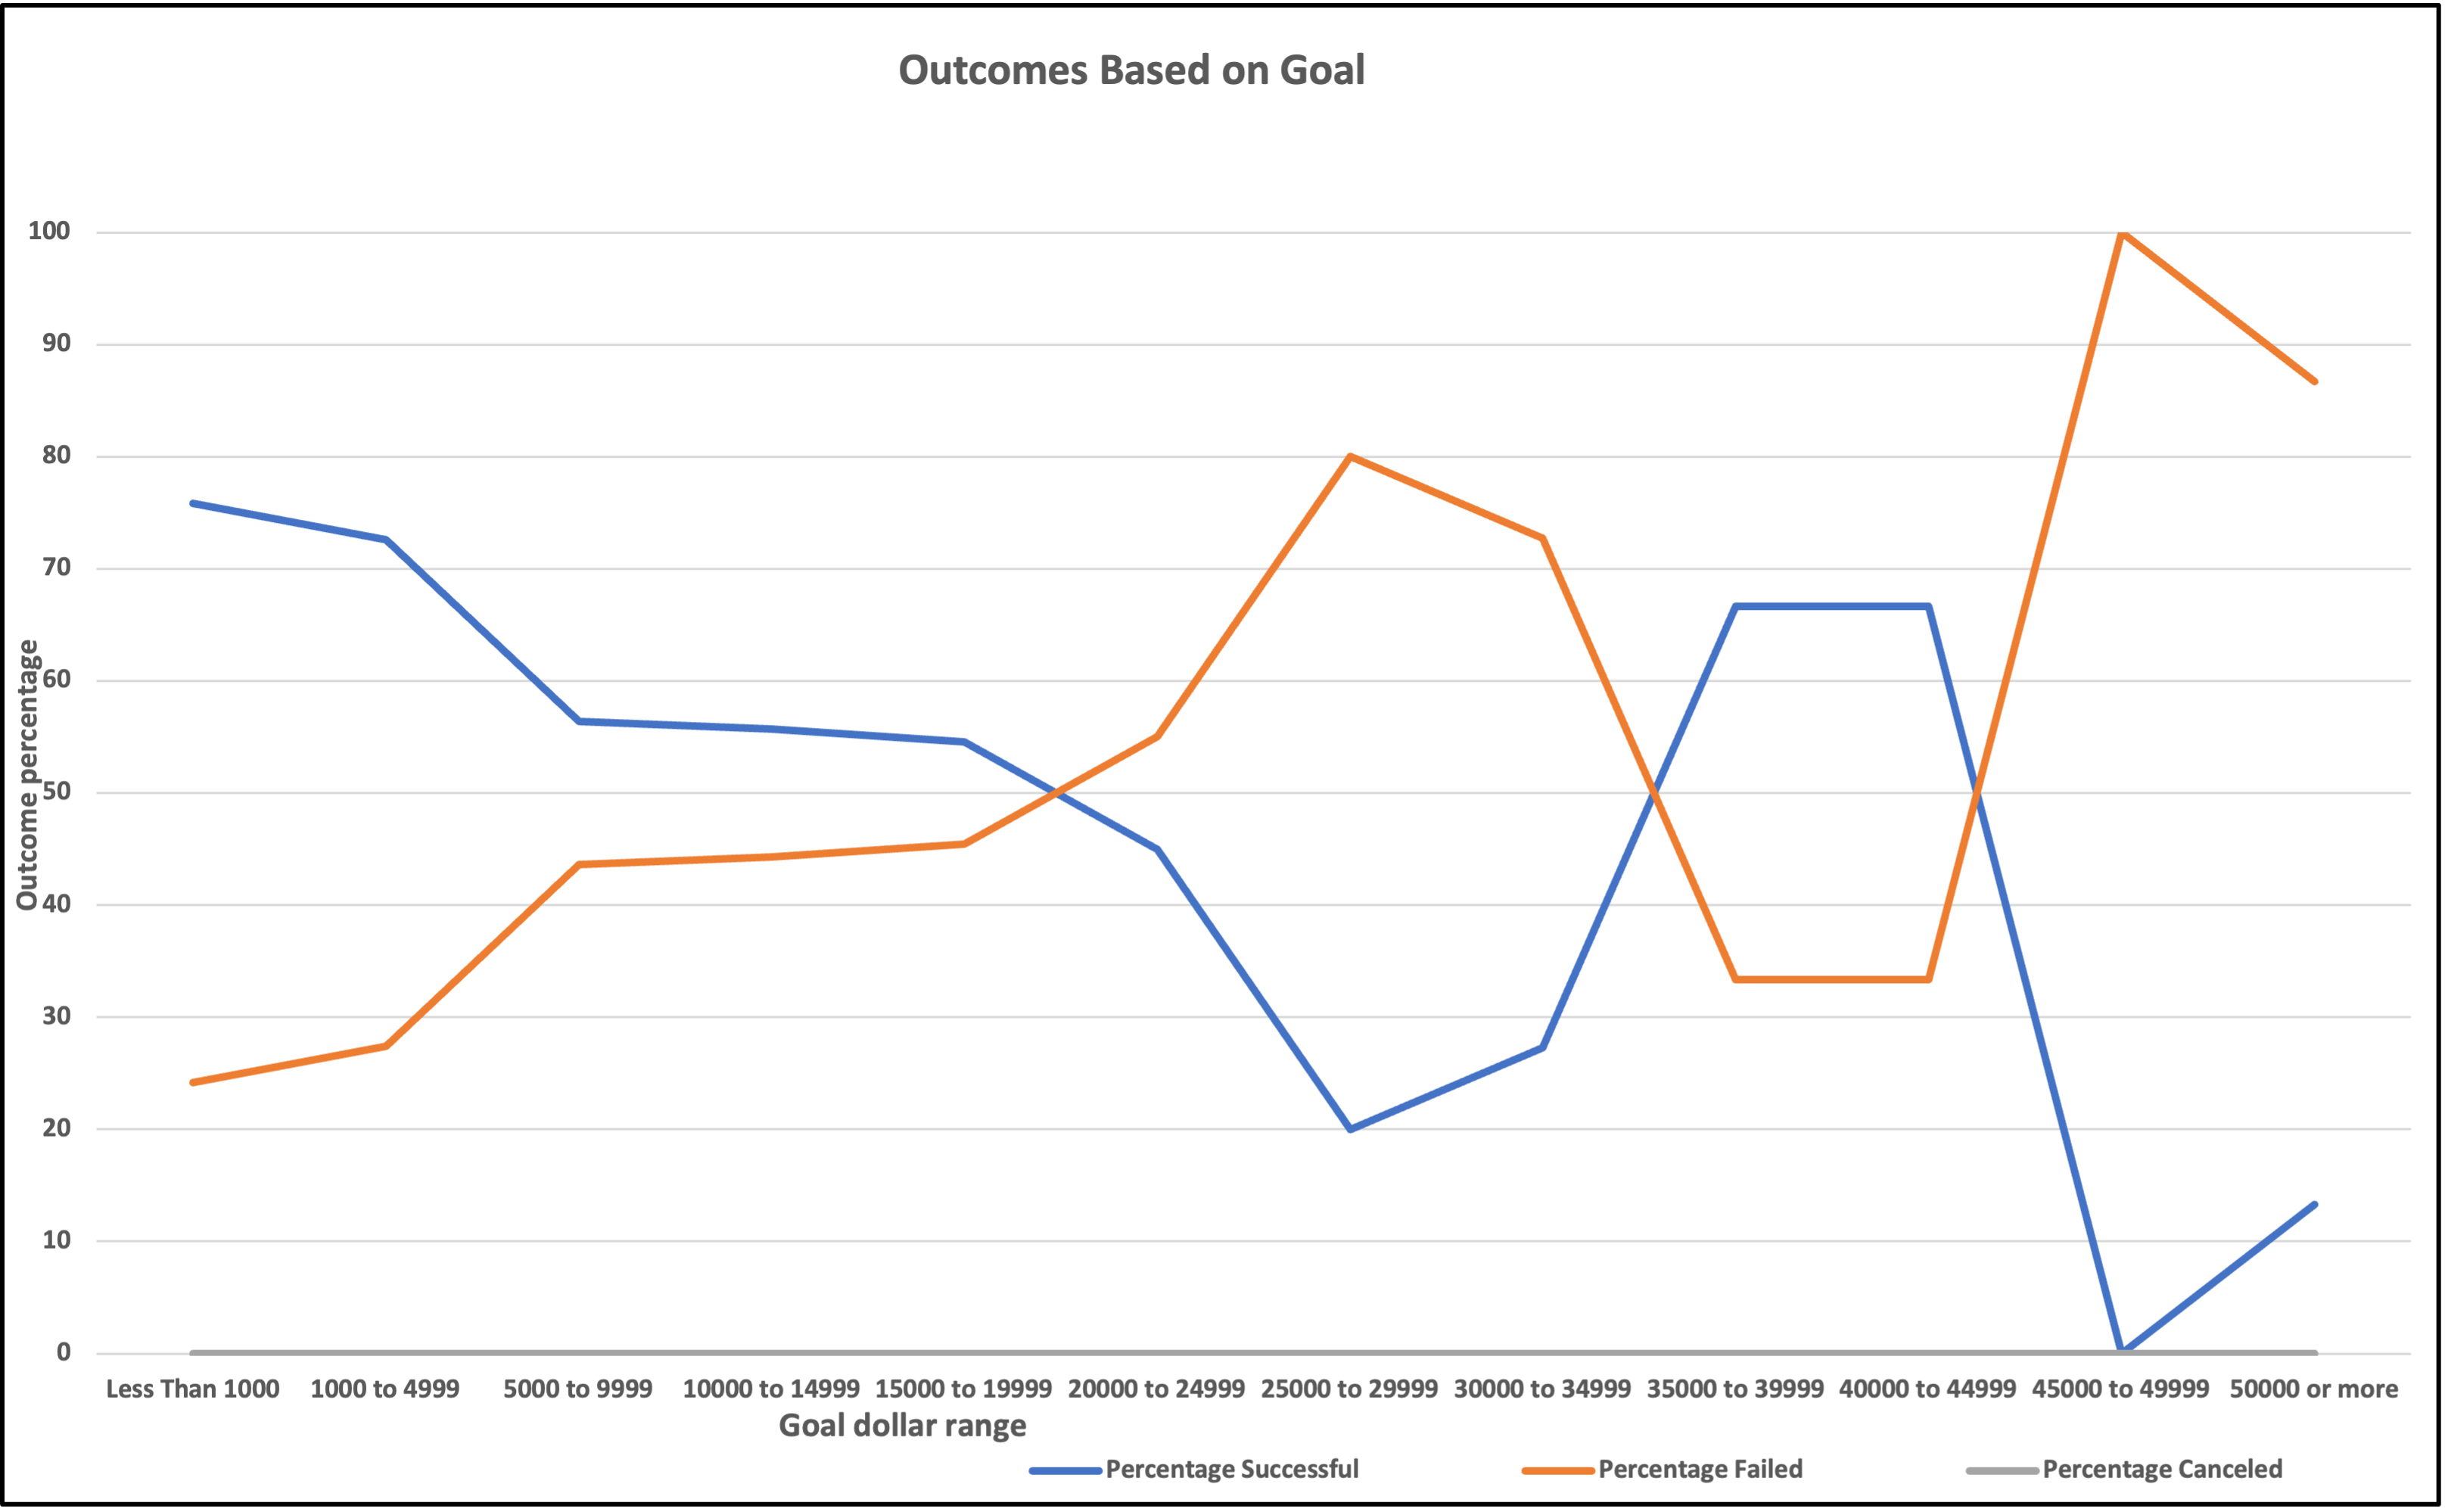 Outcomes Based on Goal
100
90
80
70
60
50
40
30
20
10
0
Outcome percentage
Less Than 1000 1000 to 4999 5000 to 9999 10000 to 14999 15000 to 19999 20000 to 24999 25000 to 29999 30000 to 34999 35000 to 39999 40000 to 44999 45000 to 49999 50000 or more
Goal dollar range
Percentage Successful Percentage Failed Percentage Canceled